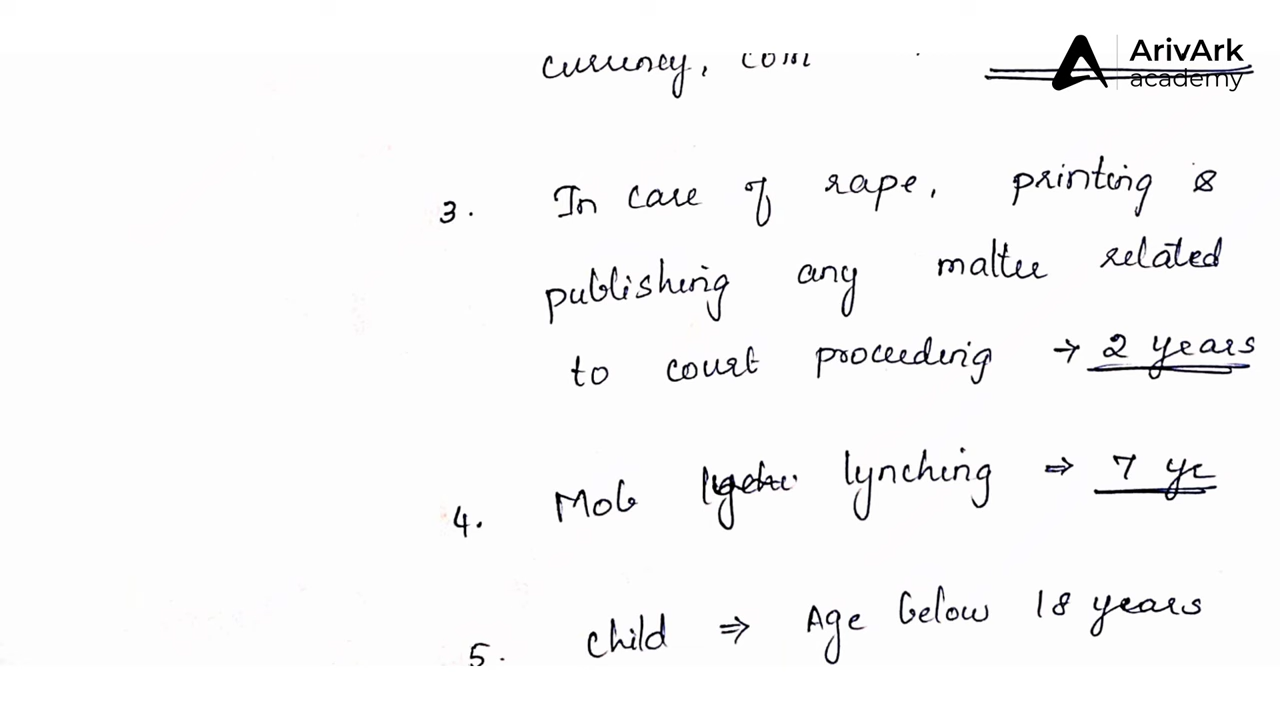 ArivArk
academy
currency,
3. In case of rape, printing &
publishing any matter related
to court proceeding → 2 years
4. Mob lynching ⇒ 7 yr
5. child ⇒ Age below 18 years